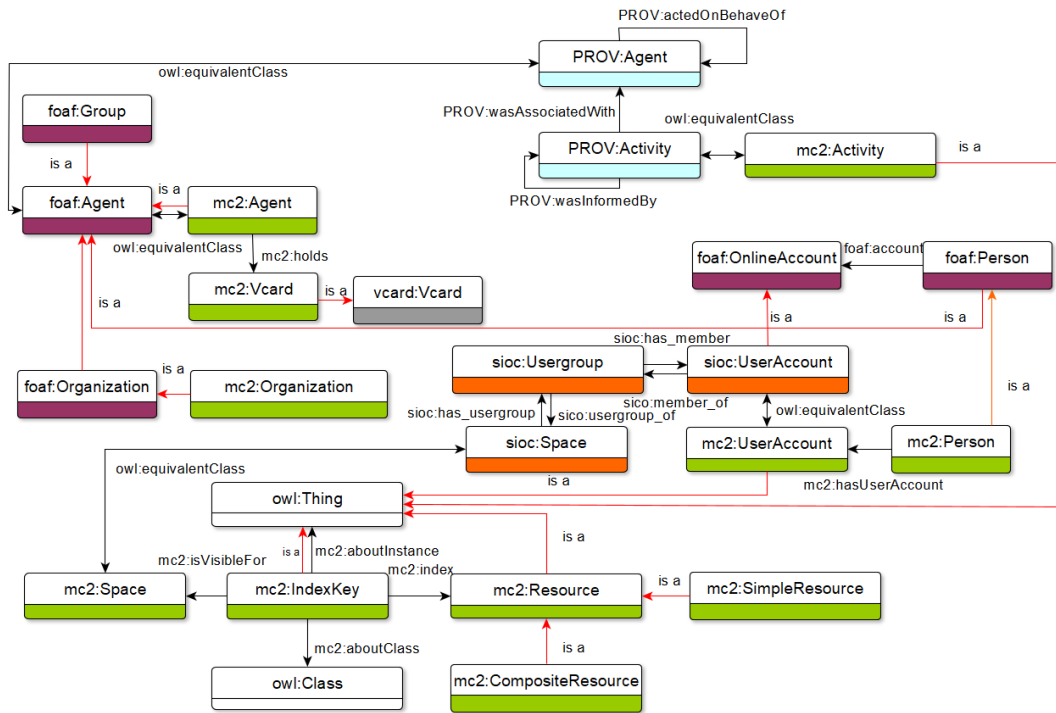 PROV:actedOnBehaveOf
PROV:Agent
owl:equivalentClass
foaf:Group
PROV:wasAssociatedWith
owl:equivalentClass
PROV:Activity
mc2:Activity
is a
is a
PROV:wasInformedBy
foaf:Agent
is a
mc2:Agent
owl:equivalentClass
mc2:holds
foaf:OnlineAccount
foaf:account
foaf:Person
mc2:Vcard
is a
vcard:Vcard
is a
is a
is a
sioc:has_member
sioc:Usergroup
sioc:UserAccount
foaf:Organization
is a
mc2:Organization
is a
sico:member_of
sioc:has_usergroup
sico:usergroup_of
owl:equivalentClass
sioc:Space
mc2:UserAccount
mc2:Person
owl:equivalentClass
is a
mc2:hasUserAccount
owl:Thing
is a
mc2:isVisibleFor
is a
mc2:aboutInstance
mc2:index
mc2:Space
mc2:IndexKey
mc2:Resource
is a
mc2:SimpleResource
mc2:aboutClass
is a
owl:Class
mc2:CompositeResource